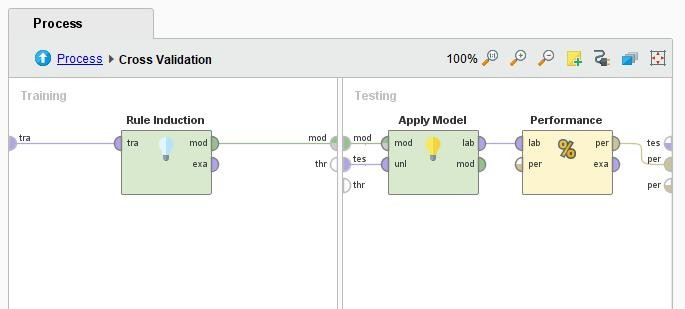 Process
Process ▸ Cross Validation
100%
Training
Testing
Rule Induction
Apply Model
Performance
tra
tra
mod
mod
mod
mod
lab
lab
per
tes
exa
thr
tes
unl
mod
per
exa
per
thr
per